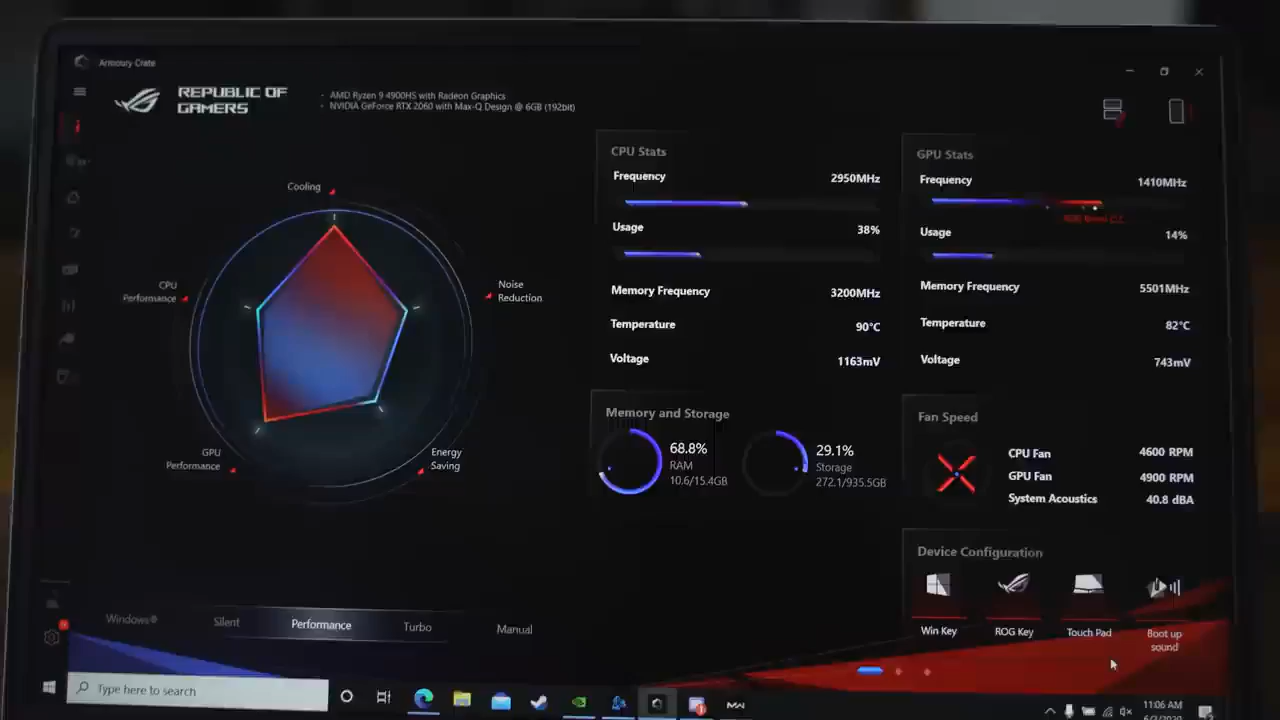 Armoury Crate
REPUBLIC OF
GAMERS
- AMD Ryzen 9 4900HS with Radeon Graphics
- NVIDIA GeForce RTX 2060 with Max-Q Design @ 6GB (192bit)
Cooling
CPU
Performance
Noise
Reduction
GPU
Performance
Energy
Saving
CPU Stats
Frequency 2950MHz
Usage 38%
Memory Frequency 3200MHz
Temperature 90°C
Voltage 1163mV
GPU Stats
Frequency 1410MHz
Usage 14%
Memory Frequency 5501MHz
Temperature 82°C
Voltage 743mV
Memory and Storage
68.8%
RAM
10.6/15.4GB
29.1%
Storage
272.1/935.5GB
Fan Speed
CPU Fan 4600 RPM
GPU Fan 4900 RPM
System Acoustics 40.8 dBA
Device Configuration
Win Key
ROG Key
Touch Pad
Boot up
sound
Windows®
Silent
Performance
Turbo
Manual
Type here to search
MW
11:06 AM